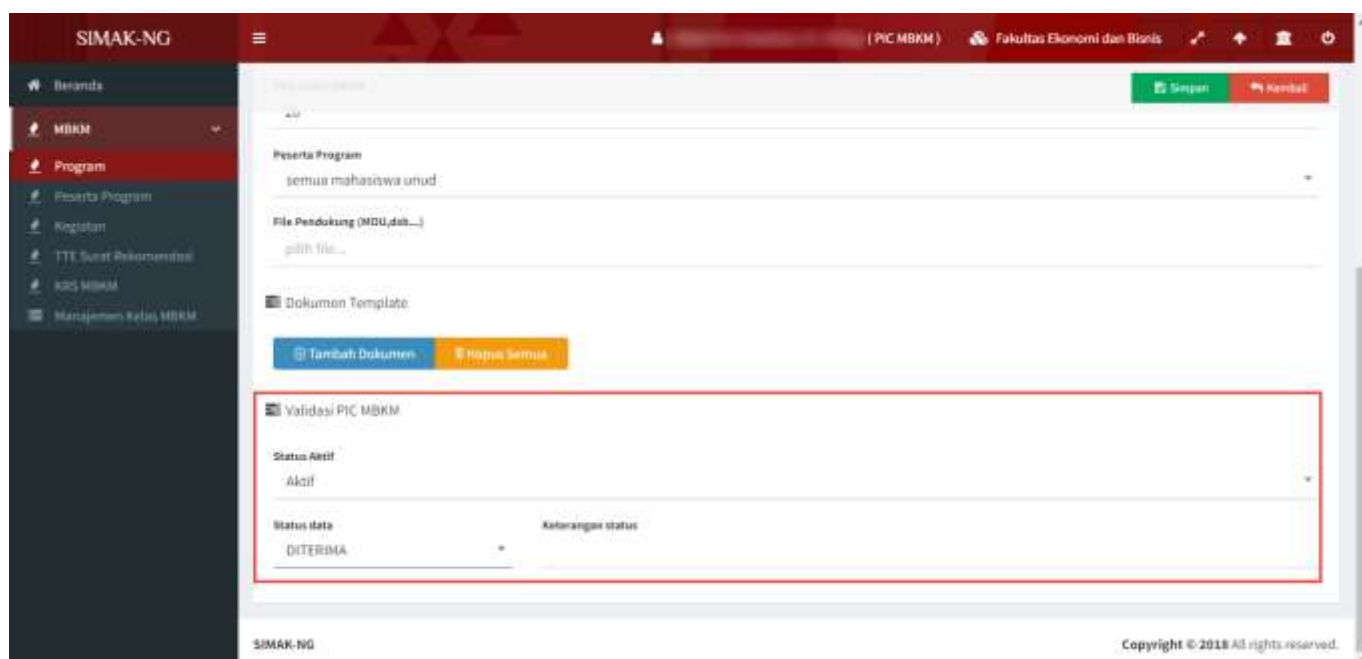 SIMAK-NG
( PIC MBKM )
Fakultas Ekonomi dan Bisnis
Beranda
Simpan
Kembali
MBKM
Program
Peserta Program
semua mahasiswa unud
Peserta Program
Kegiatan
File Pendukung (MOU,dsb....)
pilih file...
TTE Surat Rekomendasi
KRS MBKM
Dokumen Template
Manajemen Kelas MBKM
Tambah Dokumen
Hapus Semua
Validasi PIC MBKM
Status Aktif
Aktif
Status data
Keterangan status
DITERIMA
SIMAK-NG
Copyright © 2018 All rights reserved.